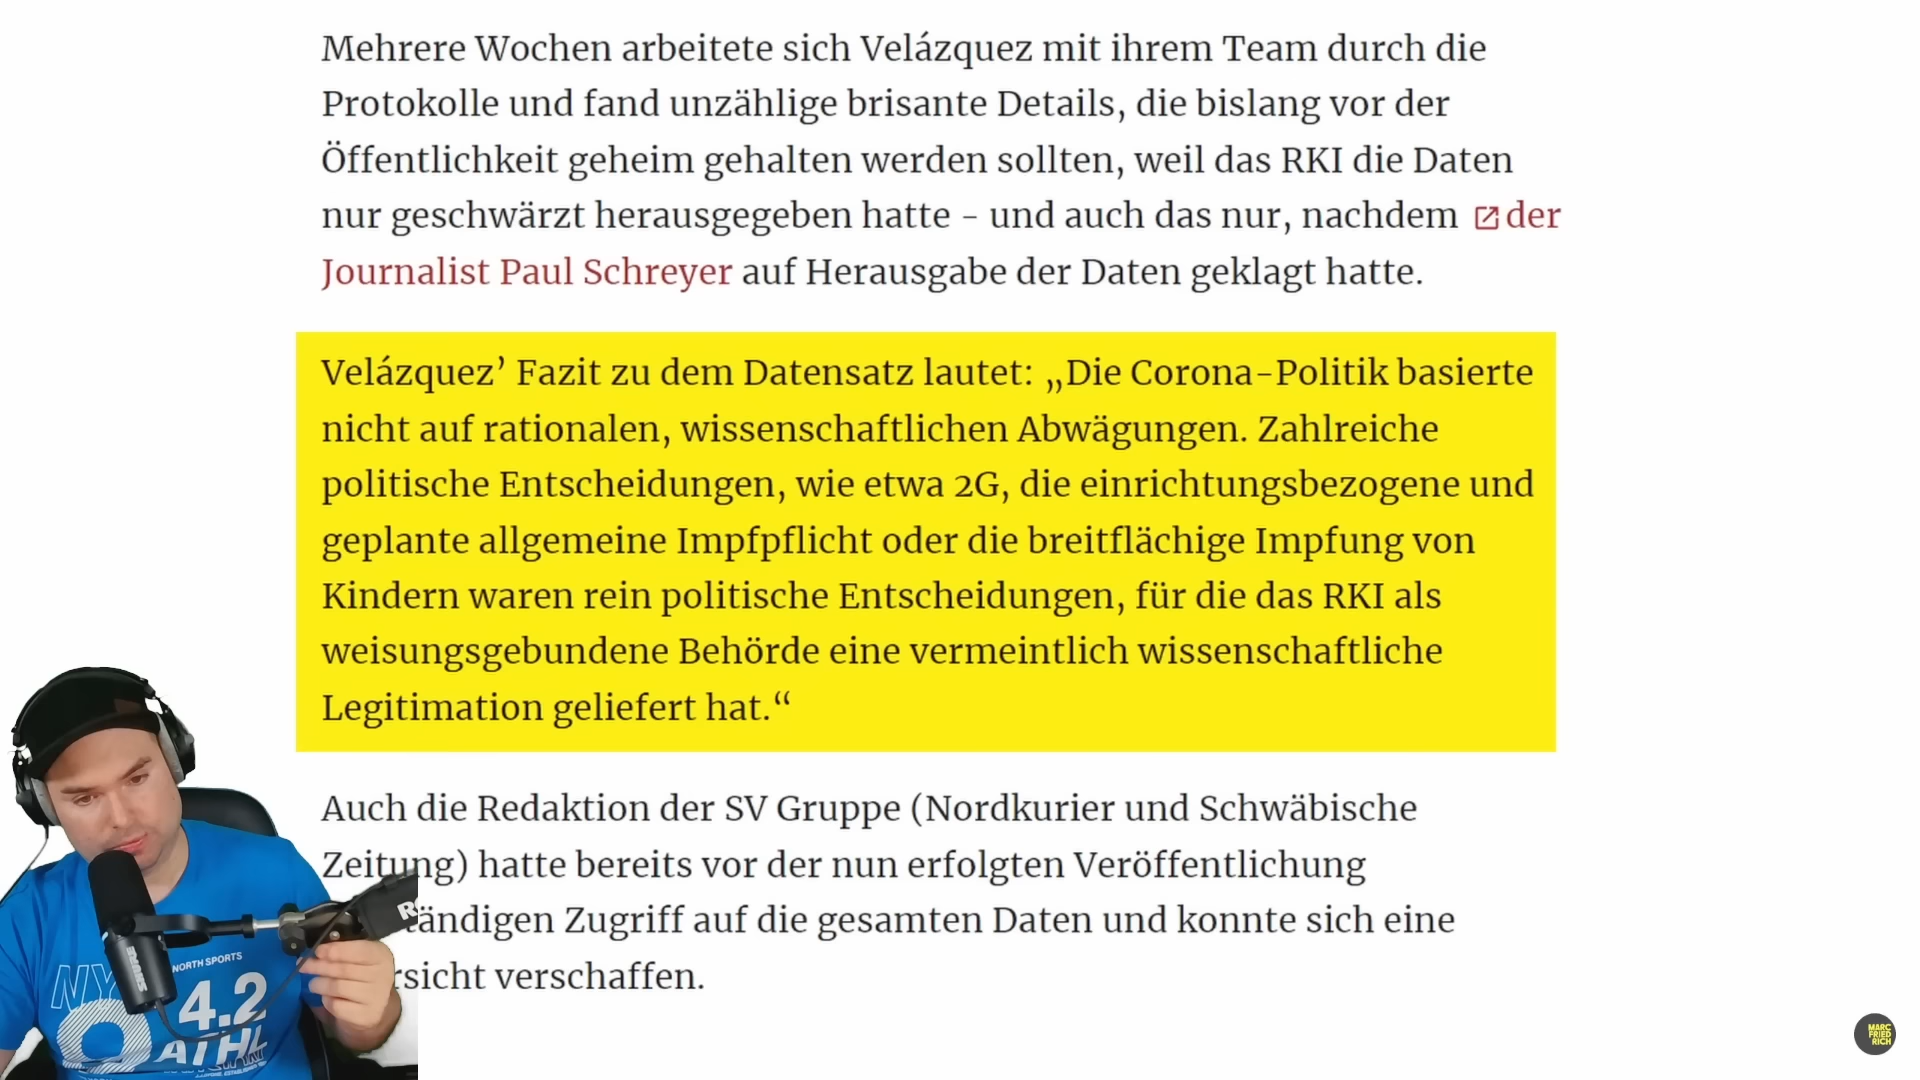 Mehrere Wochen arbeitete sich Velázquez mit ihrem Team durch die
Protokolle und fand unzählige brisante Details, die bislang vor der
Öffentlichkeit geheim gehalten werden sollten, weil das RKI die Daten
nur geschwärzt herausgegeben hatte – und auch das nur, nachdem der
Journalist Paul Schreyer auf Herausgabe der Daten geklagt hatte.
Velázquez’ Fazit zu dem Datensatz lautet: „Die Corona-Politik basierte
nicht auf rationalen, wissenschaftlichen Abwägungen. Zahlreiche
politische Entscheidungen, wie etwa 2G, die einrichtungsbezogene und
geplante allgemeine Impfpflicht oder die breitflächige Impfung von
Kindern waren rein politische Entscheidungen, für die das RKI als
weisungsgebundene Behörde eine vermeintlich wissenschaftliche
Legitimation geliefert hat.“
Auch die Redaktion der SV Gruppe (Nordkurier und Schwäbische
Zeitung) hatte bereits vor der nun erfolgten Veröffentlichung
tändigen Zugriff auf die gesamten Daten und konnte sich eine
rsicht verschaffen.
NORTH SPORTS
NY
4.2
ATHL
SHURE
MARC
FRIED
RICH